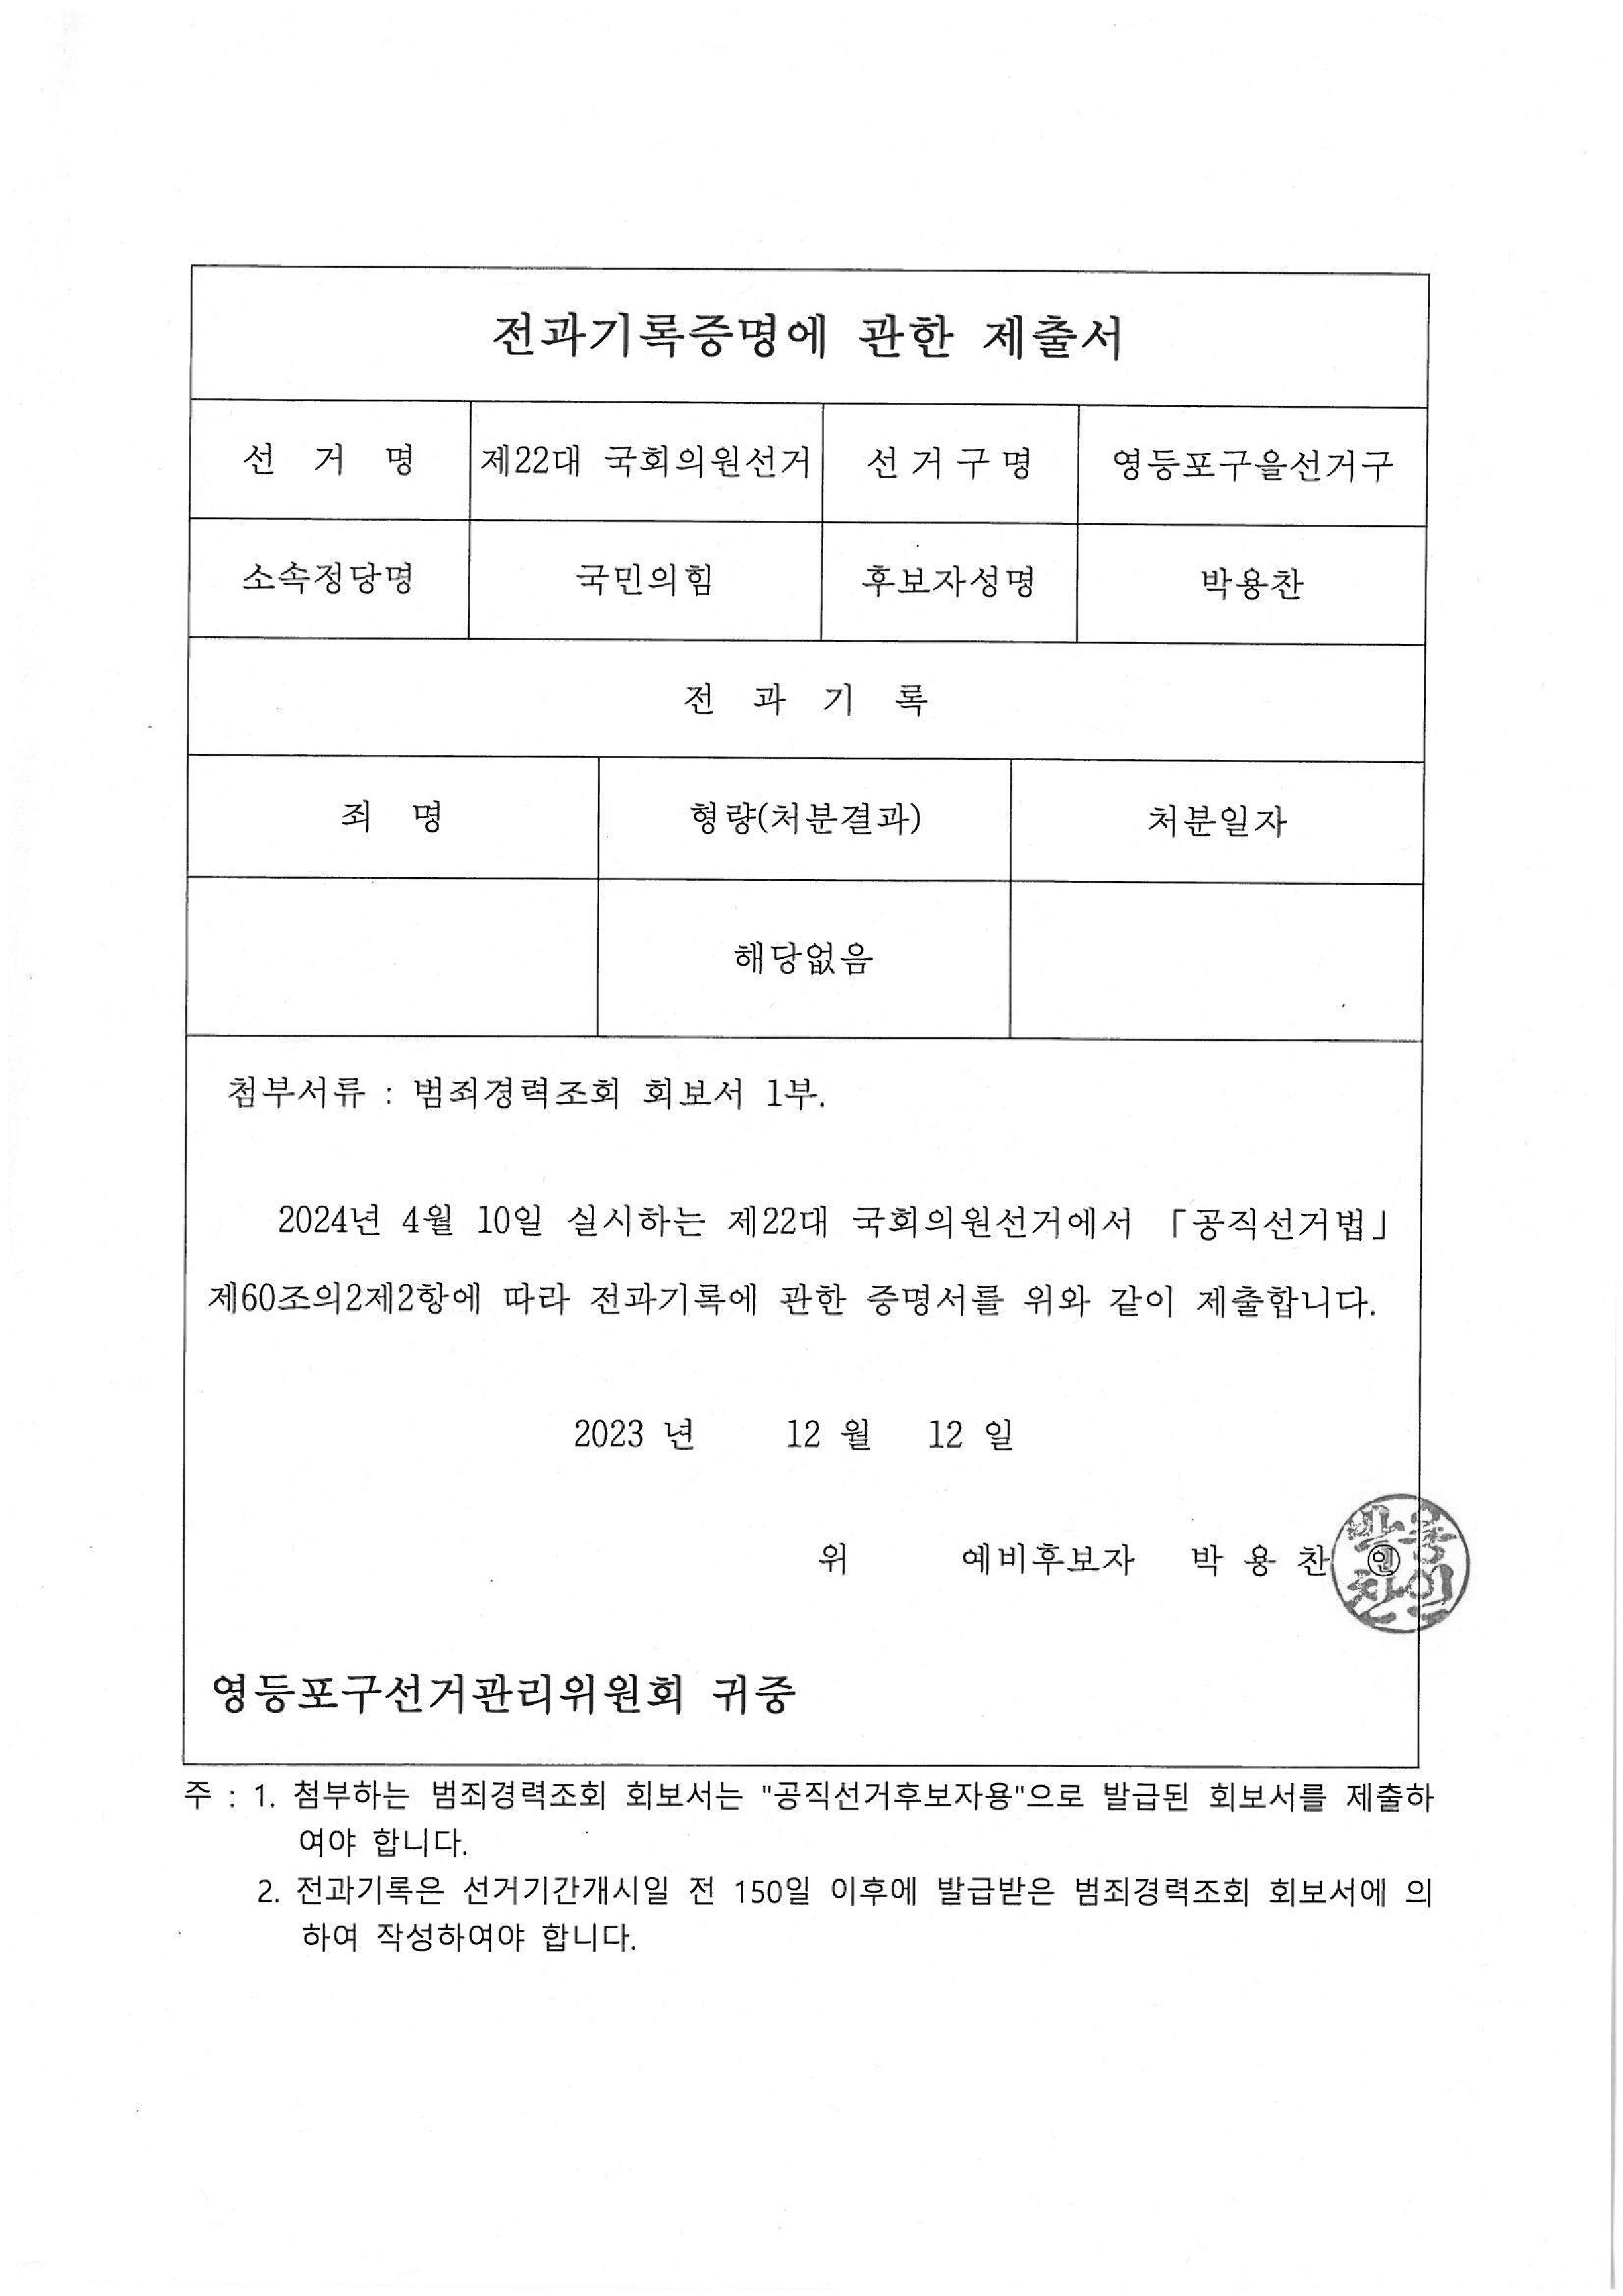 전과기록증명에 관한 제출서
선 거 명 제22대 국회의원선거 선거구명 영등포구을선거구
소속정당명 국민의힘 후보자성명 박용찬
전 과 기 록
죄 명 형량(처분결과) 처분일자
해당없음
첨부서류 : 범죄경력조회 회보서 1부.
2024년 4월 10일 실시하는 제22대 국회의원선거에서 「공직선거법」
제60조의2제2항에 따라 전과기록에 관한 증명서를 위와 같이 제출합니다.
2023 년 12 월 12 일
위 예비후보자 박 용 찬 ㊞
박용
찬인
영등포구선거관리위원회 귀중
주 : 1. 첨부하는 범죄경력조회 회보서는 "공직선거후보자용"으로 발급된 회보서를 제출하
여야 합니다.
2. 전과기록은 선거기간개시일 전 150일 이후에 발급받은 범죄경력조회 회보서에 의
하여 작성하여야 합니다.